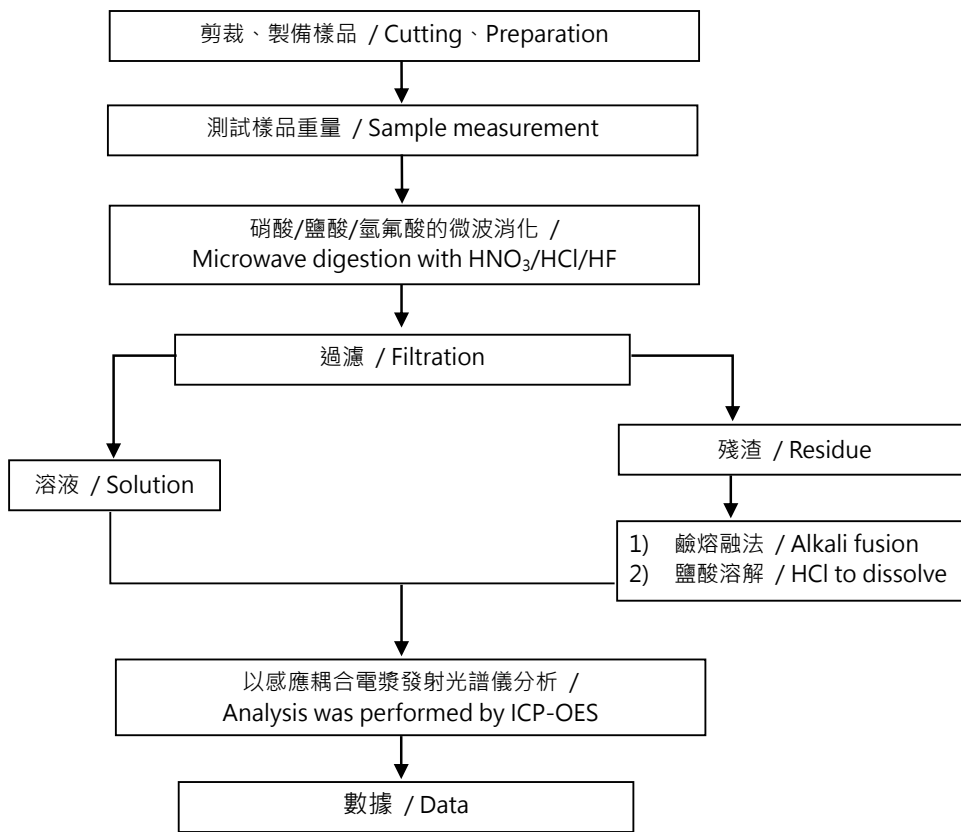 剪裁、製備樣品 / Cutting、Preparation
測試樣品重量 / Sample measurement
硝酸/鹽酸/氫氟酸的微波消化 /
Microwave digestion with HNO₃/HCl/HF
過濾 / Filtration
殘渣 / Residue
溶液 / Solution
1) 鹼熔融法 / Alkali fusion
2) 鹽酸溶解 / HCl to dissolve
以感應耦合電漿發射光譜儀分析 /
Analysis was performed by ICP-OES
數據 / Data